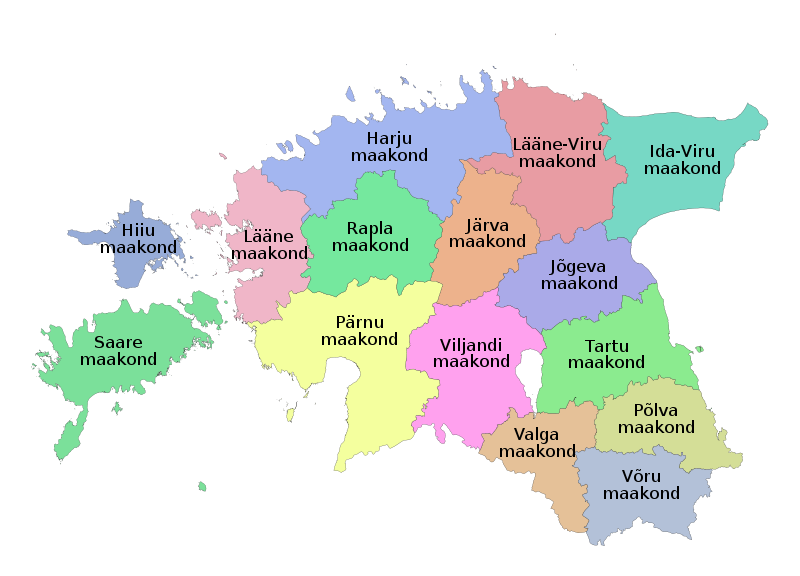 Harju
maakond
Lääne-Viru
maakond
Ida-Viru
maakond
Hiiu
maakond
Lääne
maakond
Rapla
maakond
Järva
maakond
Jõgeva
maakond
Saare
maakond
Pärnu
maakond
Viljandi
maakond
Tartu
maakond
Põlva
maakond
Valga
maakond
Võru
maakond